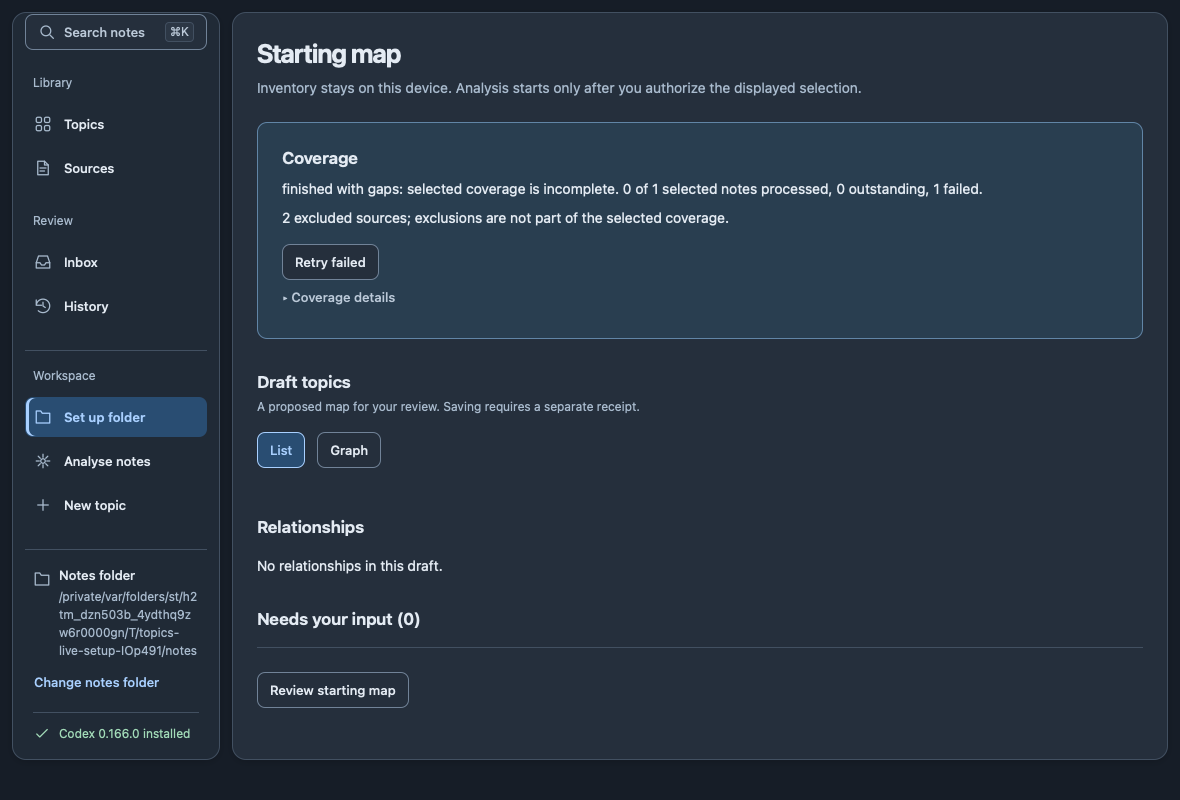 Search notes ⌘K
Library
Topics
Sources
Review
Inbox
History
Workspace
Set up folder
Analyse notes
New topic
Notes folder
/private/var/folders/st/h2
tm_dzn503b_4ydthq9z
w6r0000gn/T/topics-
live-setup-IOp491/notes
Change notes folder
Codex 0.166.0 installed
Starting map
Inventory stays on this device. Analysis starts only after you authorize the displayed selection.
Coverage
finished with gaps: selected coverage is incomplete. 0 of 1 selected notes processed, 0 outstanding, 1 failed.
2 excluded sources; exclusions are not part of the selected coverage.
Retry failed
Coverage details
Draft topics
A proposed map for your review. Saving requires a separate receipt.
List Graph
Relationships
No relationships in this draft.
Needs your input (0)
Review starting map